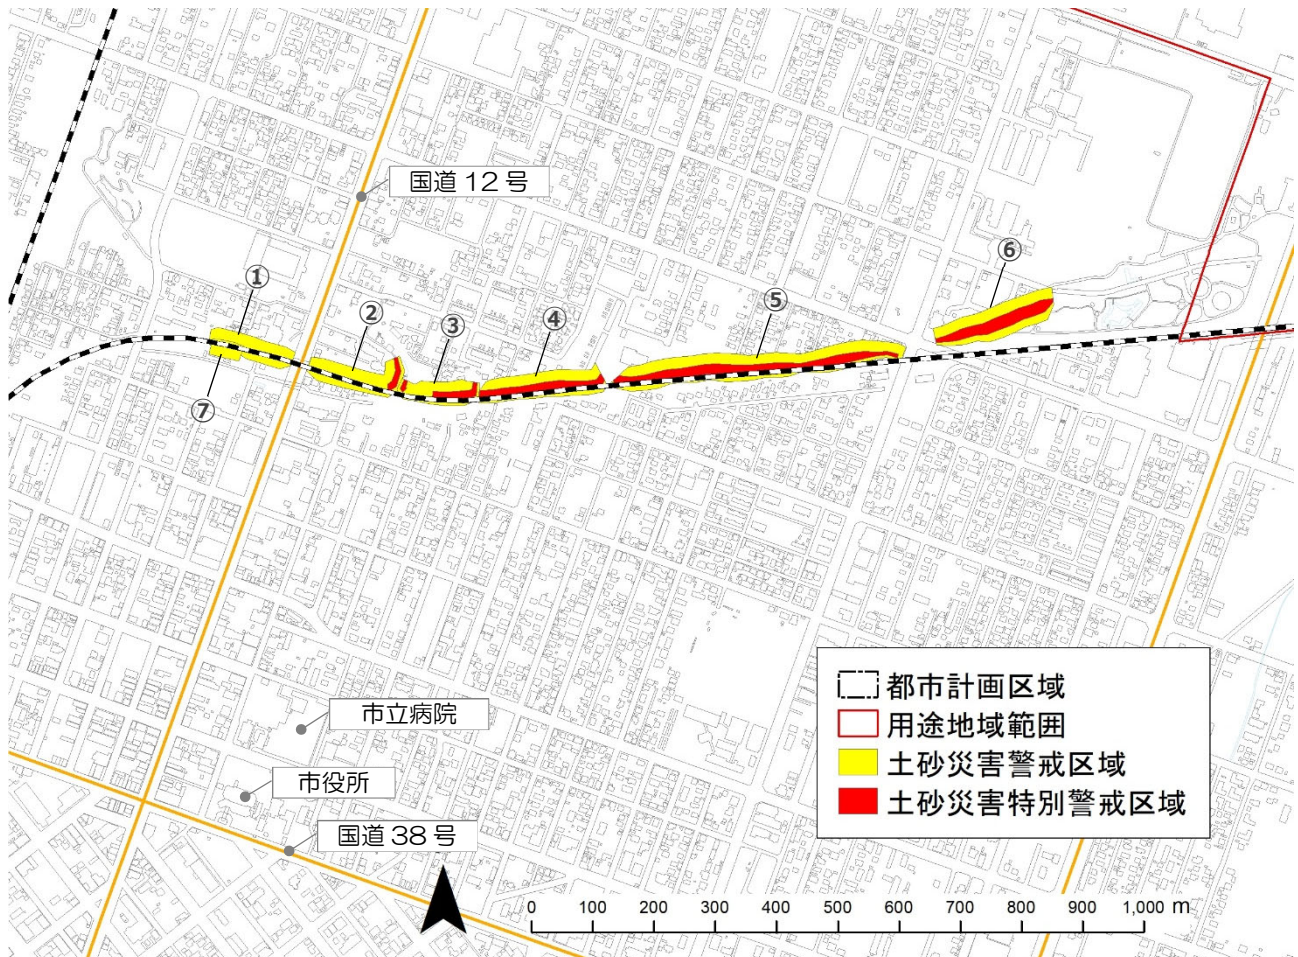 国道 12 号
⑥
①
⑤
②
④
③
⑦
都市計画区域
用途地域範囲
土砂災害警戒区域
土砂災害特別警戒区域
市立病院
市役所
国道 38 号
0 100 200 300 400 500 600 700 800 900 1,000 m